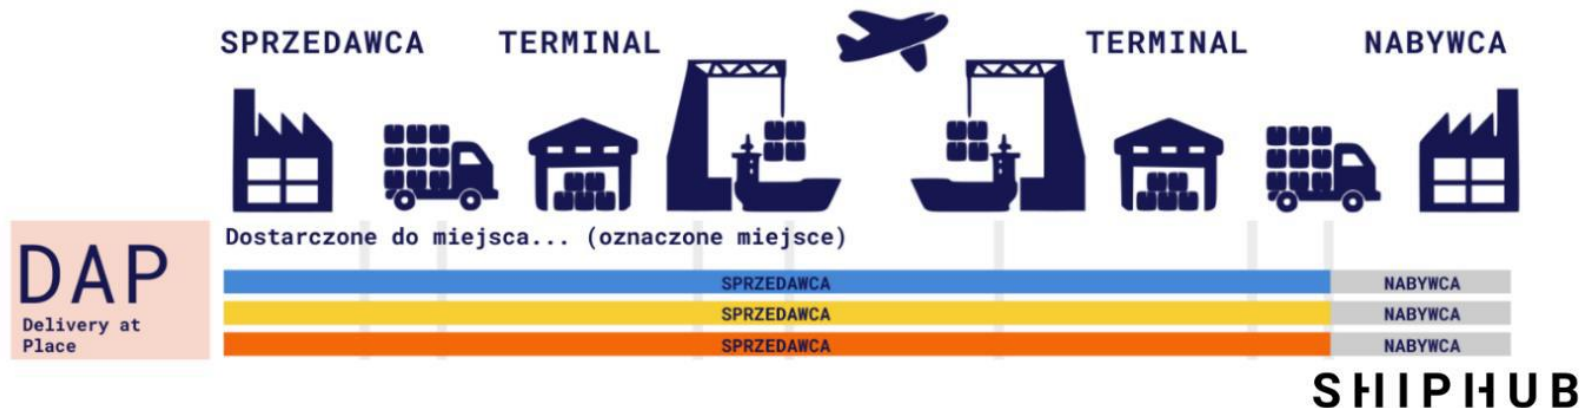 SPRZEDAWCA TERMINAL TERMINAL NABYWCA
Dostarczone do miejsca... (oznaczone miejsce)
DAP
Delivery at
Place
SPRZEDAWCA NABYWCA
SPRZEDAWCA NABYWCA
SPRZEDAWCA NABYWCA
SHIPHUB